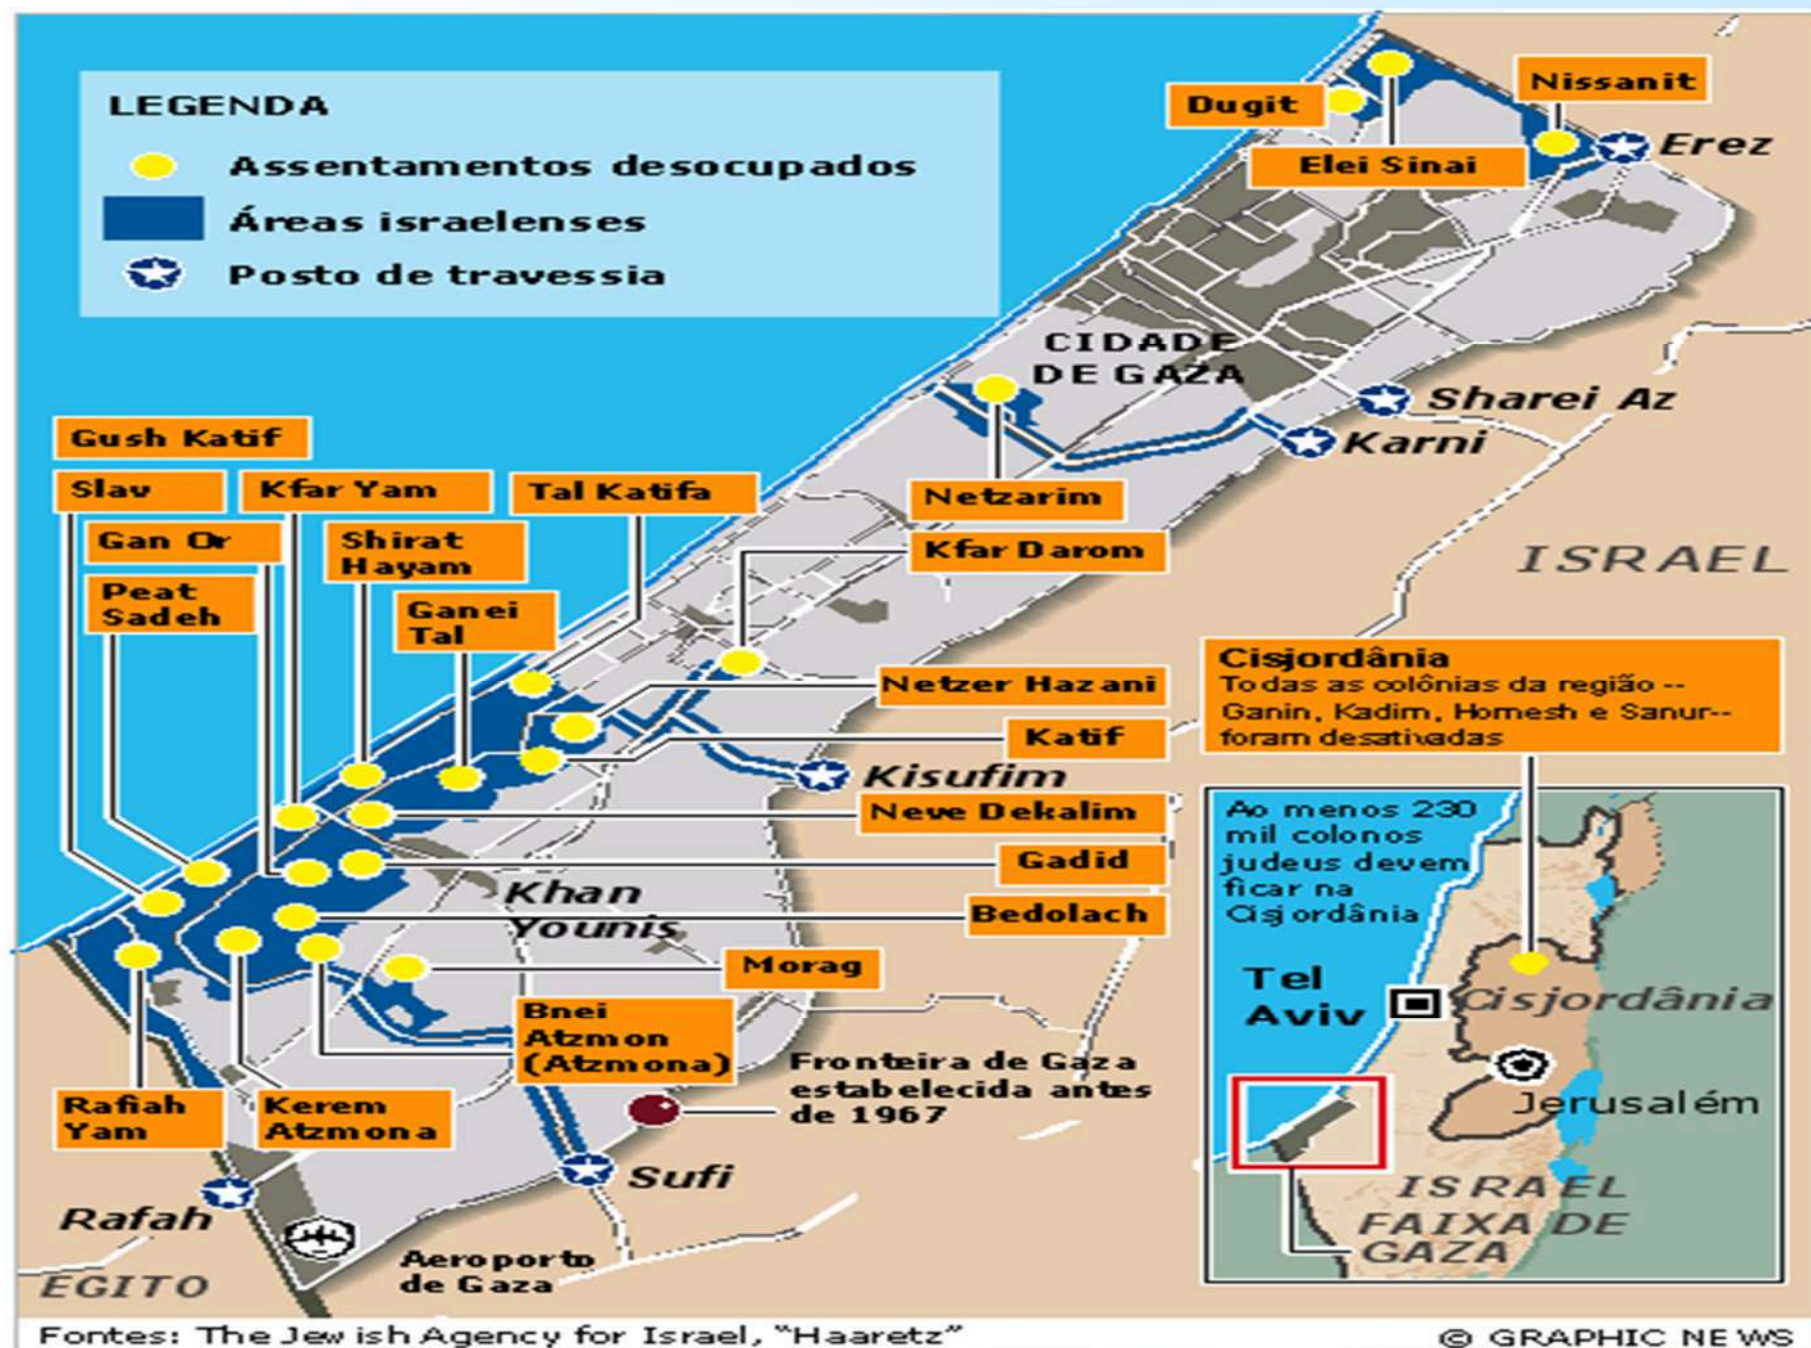 LEGENDA
Assentamentos desocupados
Áreas israelenses
Posto de travessia
Dugit
Nissanit
Elei Sinai
Erez
CIDADE
DE GAZA
Sharei Az
Karni
Gush Katif
Slav
Kfar Yam
Tal Katifa
Netzarim
Gan Or
Shirat
Hayam
Kfar Darom
ISRAEL
Peat
Sadeh
Ganei
Tal
Netzer Hazani
Katif
Kisufim
Neve Dekalim
Gadid
Khan
Younis
Bedolach
Morag
Bnei
Atzmon
(Atzmona)
Fronteira de Gaza
estabelecida antes
de 1967
Rafiah
Yam
Kerem
Atzmona
Sufi
Rafah
Aeroporto
de Gaza
EGITO
Cisjordânia
Todas as colônias da região --
Ganin, Kadim, Homesh e Sanur--
foram desativadas
Ao menos 230
mil colonos
judeus devem
ficar na
Cisjordânia
Tel
Aviv
Cisjordânia
Jerusalém
ISRAEL
FAIXA DE
GAZA
Fontes: The Jewish Agency for Israel, "Haaretz"
© GRAPHIC NEWS